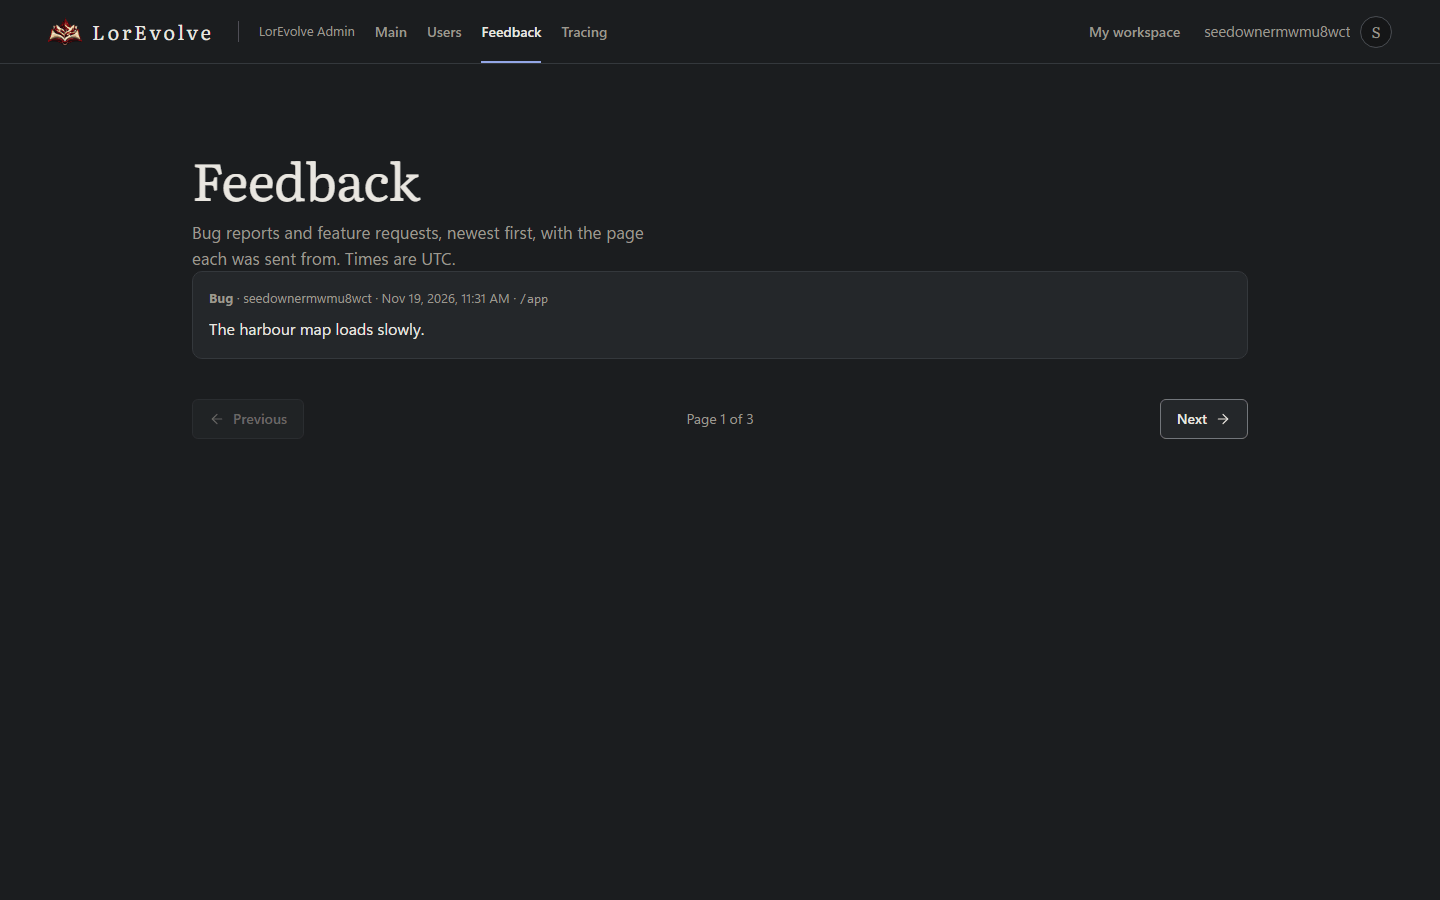 LorEvolve
LorEvolve Admin Main Users Feedback Tracing My workspace seedownermwmu8wct S
Feedback
Bug reports and feature requests, newest first, with the page
each was sent from. Times are UTC.
Bug · seedownermwmu8wct · Nov 19, 2026, 11:31 AM · /app
The harbour map loads slowly.
← Previous Page 1 of 3 Next →